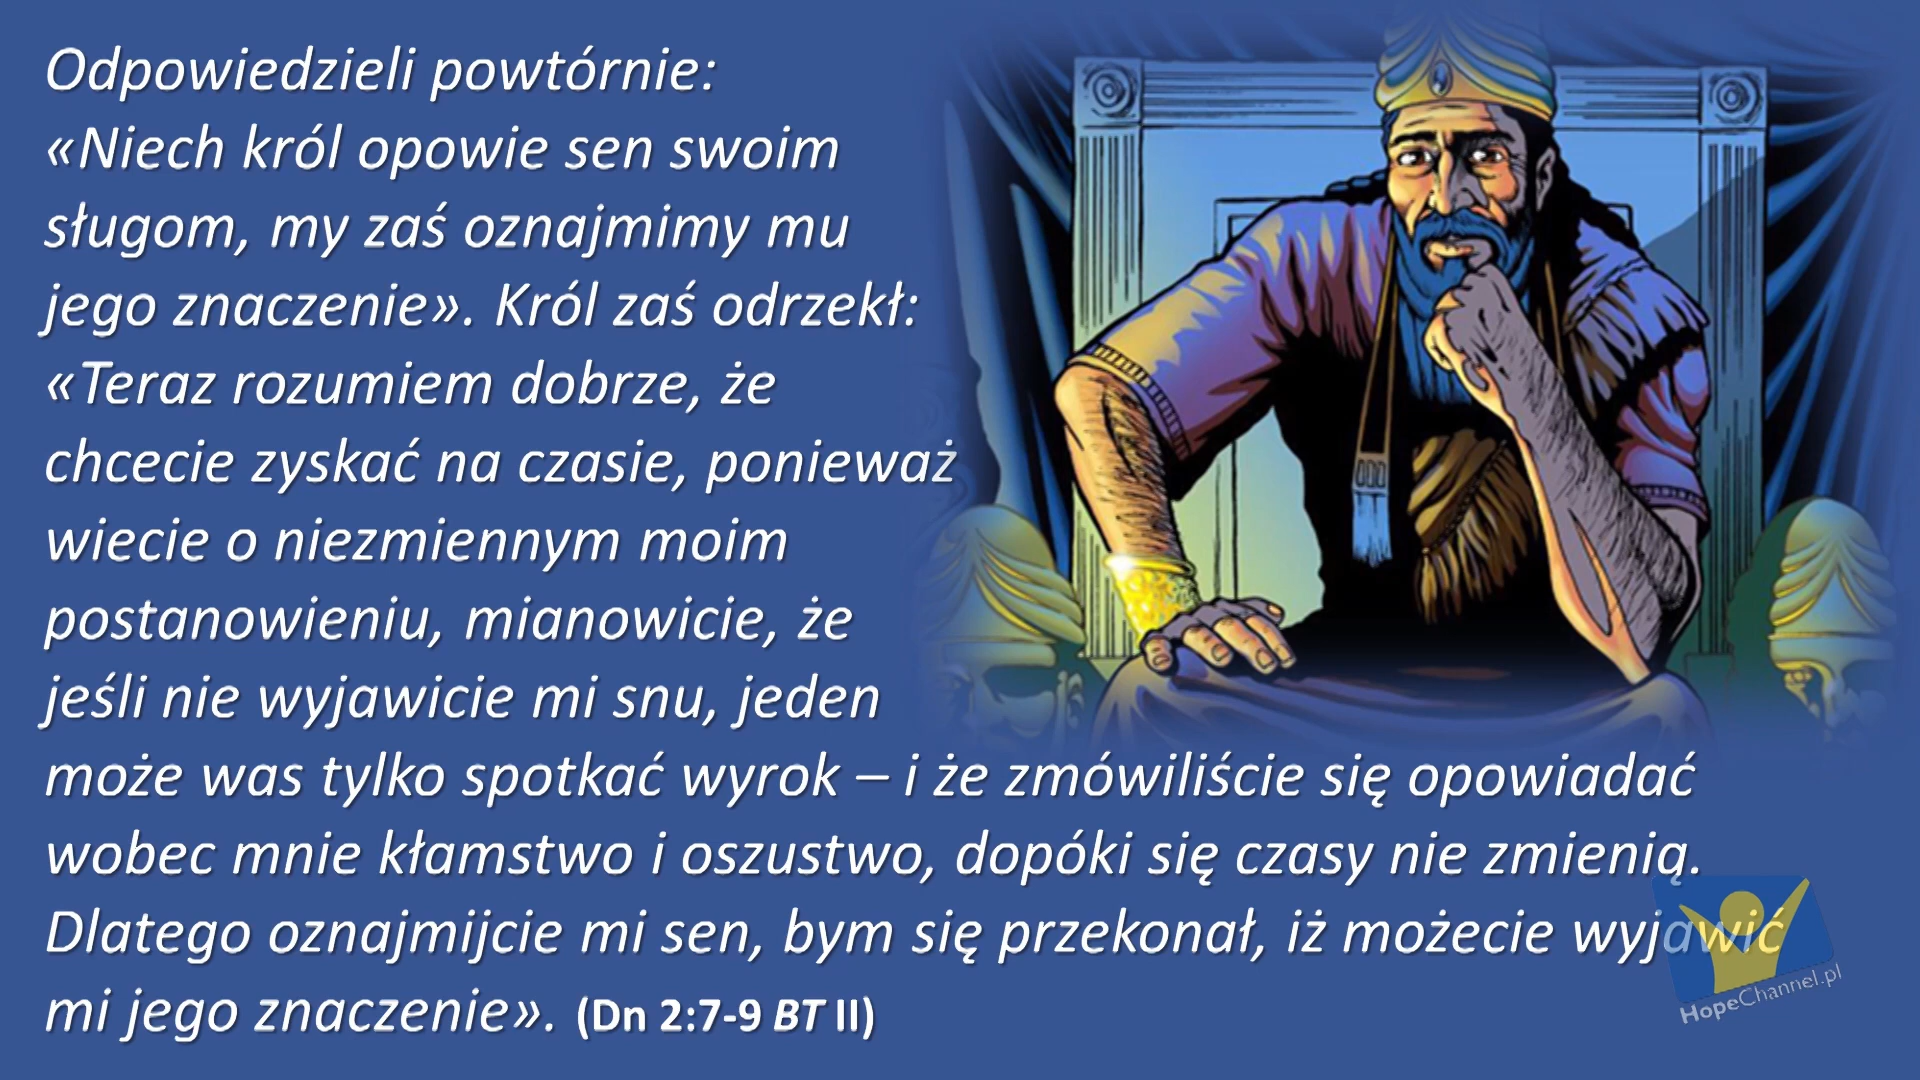 Odpowiedzieli powtórnie:
«Niech król opowie sen swoim
sługom, my zaś oznajmimy mu
jego znaczenie». Król zaś odrzekł:
«Teraz rozumiem dobrze, że
chcecie zyskać na czasie, ponieważ
wiecie o niezmiennym moim
postanowieniu, mianowicie, że
jeśli nie wyjawicie mi snu, jeden
może was tylko spotkać wyrok – i że zmówiliście się opowiadać
wobec mnie kłamstwo i oszustwo, dopóki się czasy nie zmienią.
Dlatego oznajmijcie mi sen, bym się przekonał, iż możecie wyjawić
mi jego znaczenie». (Dn 2:7-9 BT II)
HopeChannel.pl